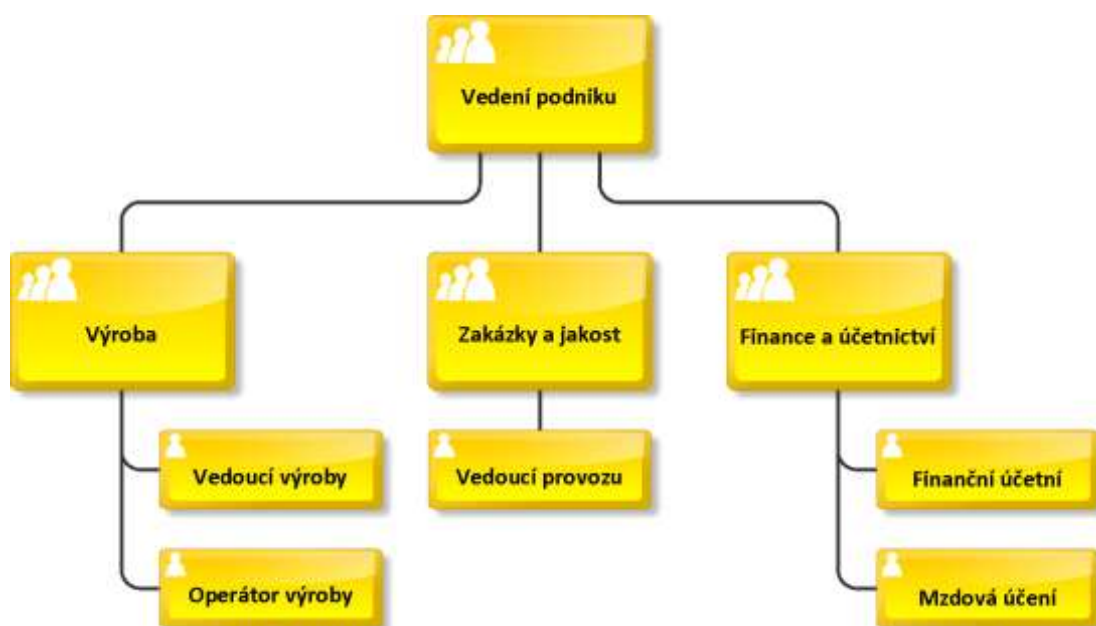 Vedení podniku
Výroba
Zakázky a jakost
Finance a účetnictví
Vedoucí výroby
Vedoucí provozu
Finanční účetní
Operátor výroby
Mzdová účení